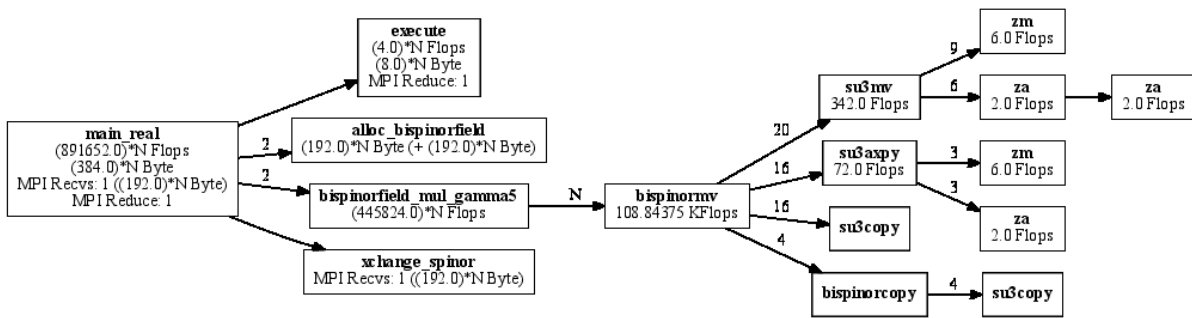 execute
(4.0)*N Flops
(8.0)*N Byte
MPI Reduce: 1
main_real
(891652.0)*N Flops
(384.0)*N Byte
MPI Recvs: 1 ((192.0)*N Byte)
MPI Reduce: 1
2
alloc_bispinorfield
(192.0)*N Byte (+ (192.0)*N Byte)
2
bispinorfield_mul_gamma5
(445824.0)*N Flops
xchange_spinor
MPI Recvs: 1 ((192.0)*N Byte)
N
bispinormv
108.84375 KFlops
20
su3mv
342.0 Flops
9
zm
6.0 Flops
6
za
2.0 Flops
za
2.0 Flops
16
su3axpy
72.0 Flops
3
zm
6.0 Flops
3
za
2.0 Flops
16
su3copy
4
bispinorcopy
4
su3copy